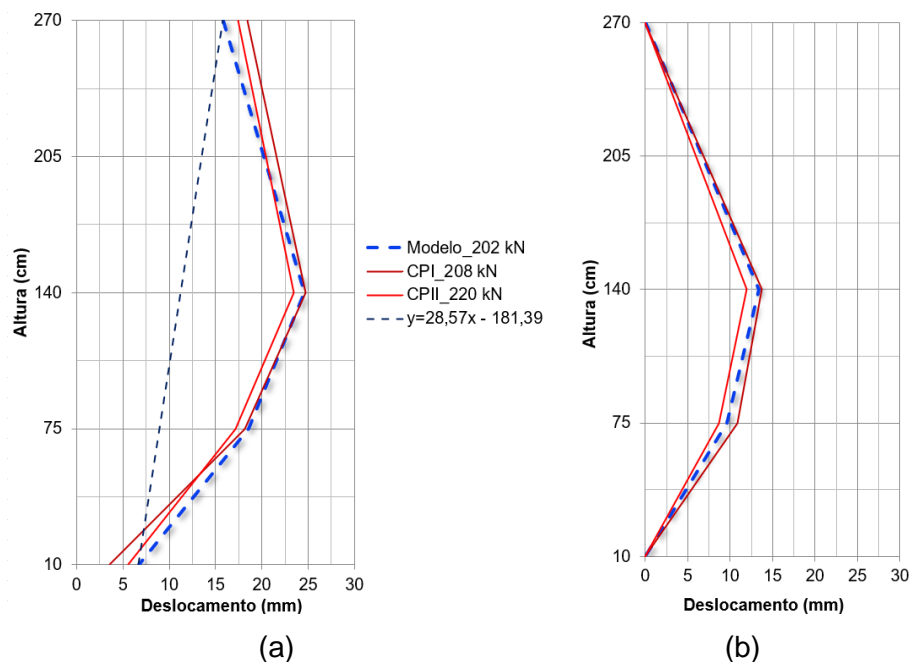 270
205
140
75
10
Altura (cm)
0 5 10 15 20 25 30
Deslocamento (mm)
(a)
Modelo_202 kN
CPI_208 kN
CPII_220 kN
y=28,57x - 181,39
270
205
140
75
10
Altura (cm)
0 5 10 15 20 25 30
Deslocamento (mm)
(b)